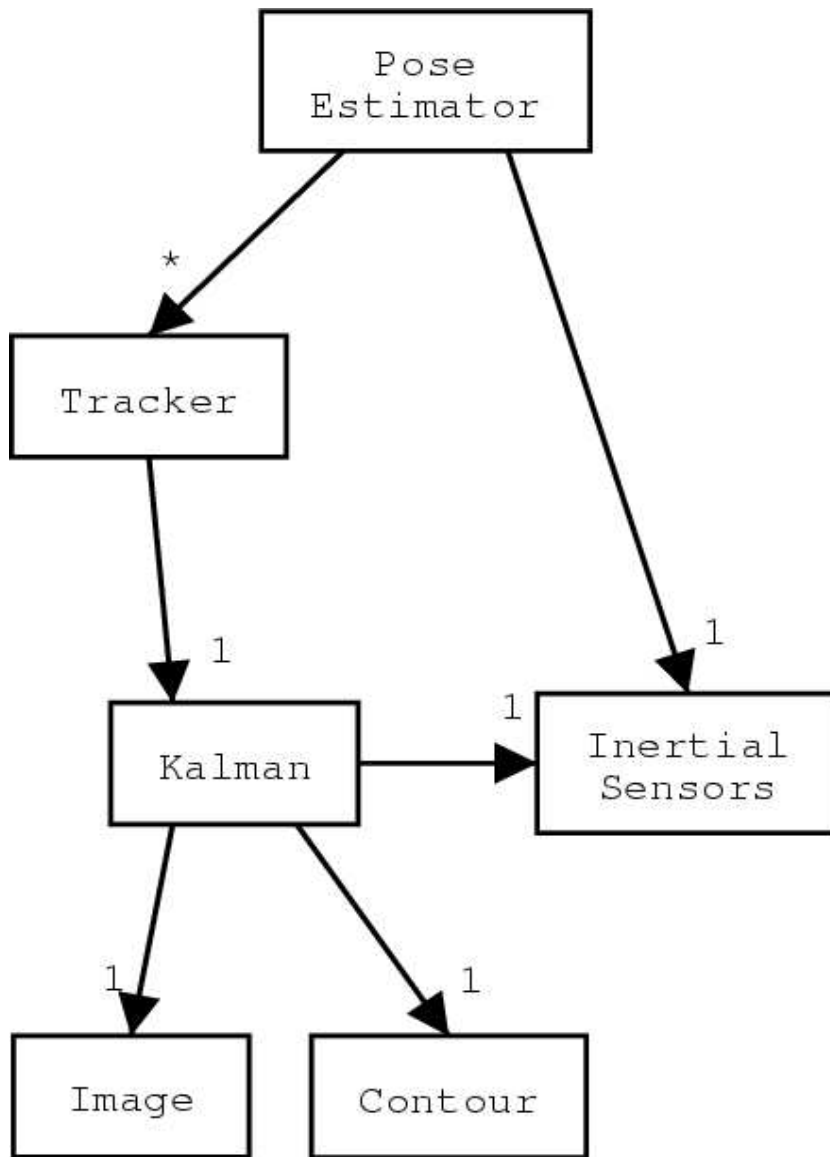 Pose
Estimator
*
Tracker
1
1
1
Kalman
Inertial
Sensors
1
1
Image
Contour